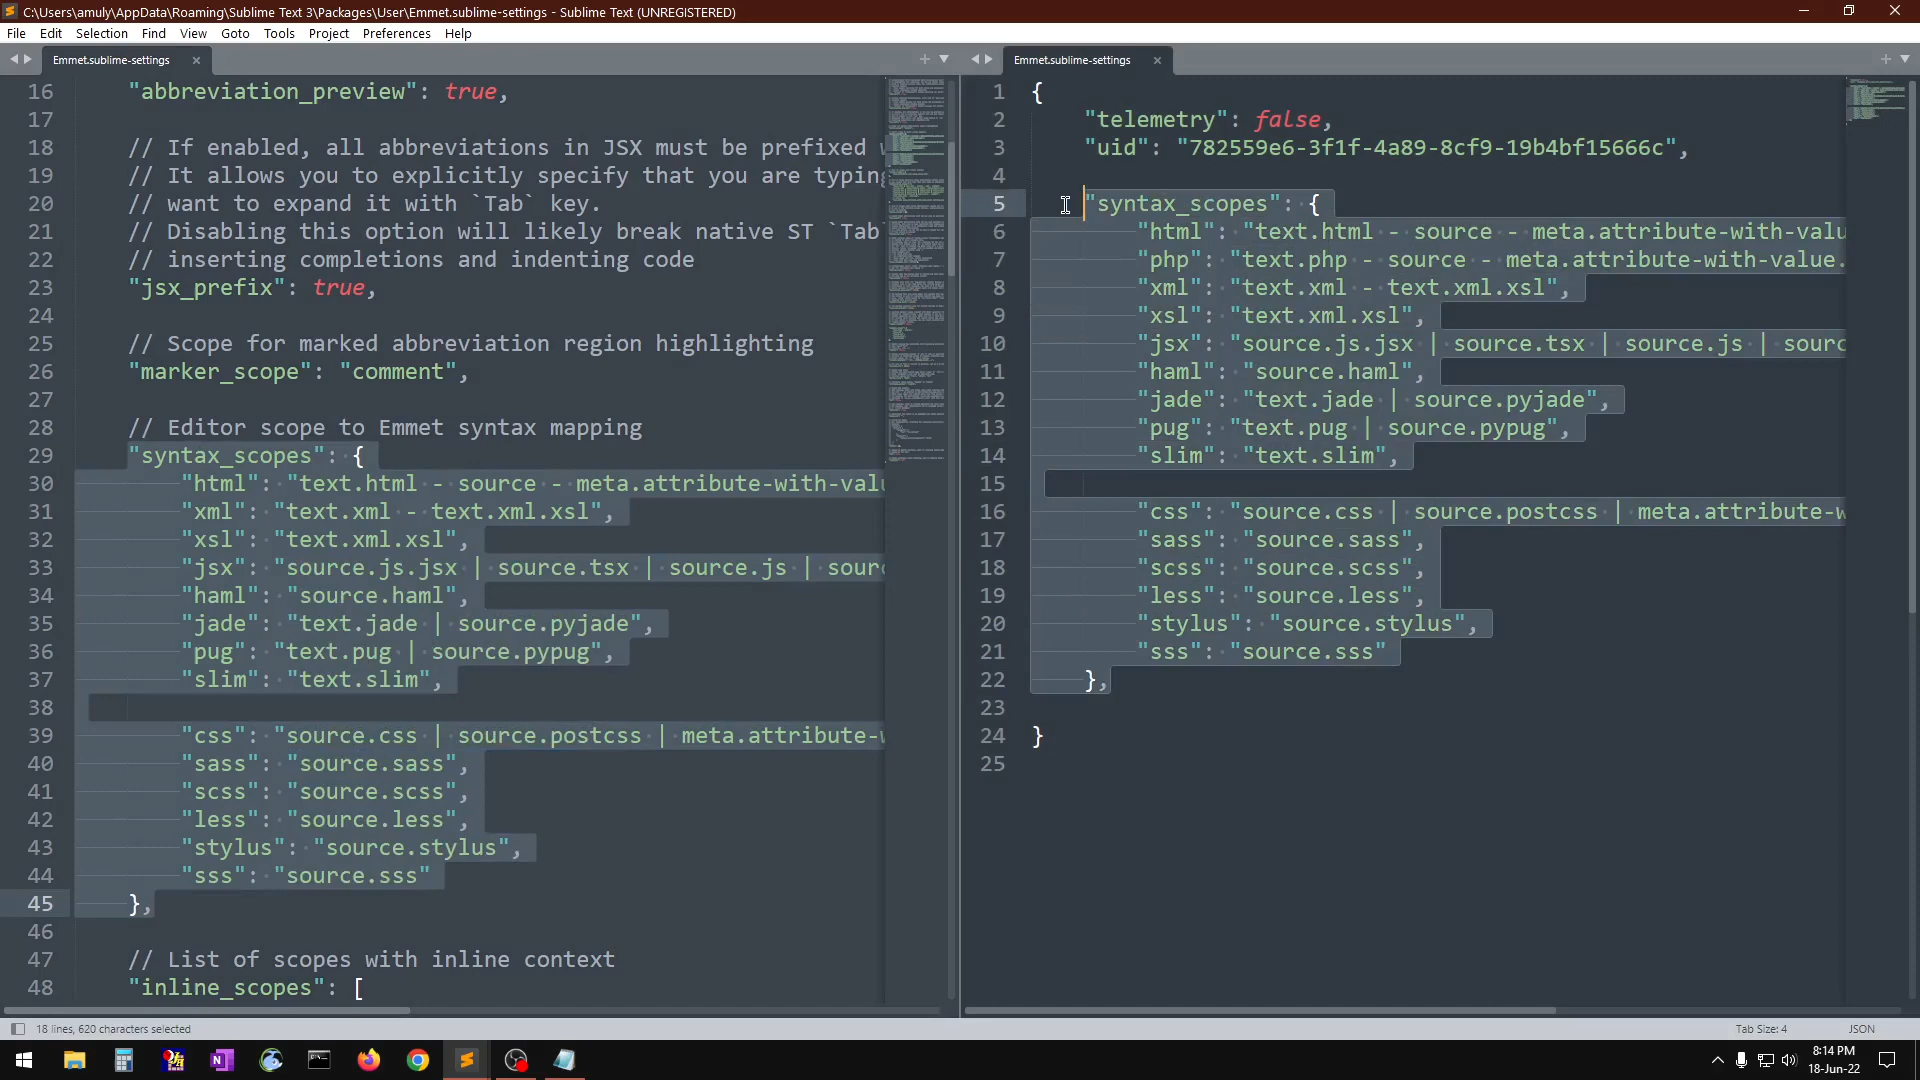 C:\Users\amuly\AppData\Roaming\Sublime Text 3\Packages\User\Emmet.sublime-settings - Sublime Text (UNREGISTERED)
File Edit Selection Find View Goto Tools Project Preferences Help
Emmet.sublime-settings
16 "abbreviation_preview": true,
17
18 // If enabled, all abbreviations in JSX must be prefixed
19 // It allows you to explicitly specify that you are typing
20 // want to expand it with `Tab` key.
21 // Disabling this option will likely break native ST `Tab
22 // inserting completions and indenting code
23 "jsx_prefix": true,
24
25 // Scope for marked abbreviation region highlighting
26 "marker_scope": "comment",
27
28 // Editor scope to Emmet syntax mapping
29 "syntax_scopes": {
30 "html": "text.html - source - meta.attribute-with-valu
31 "xml": "text.xml - text.xml.xsl",
32 "xsl": "text.xml.xsl",
33 "jsx": "source.js.jsx | source.tsx | source.js | sour
34 "haml": "source.haml",
35 "jade": "text.jade | source.pyjade",
36 "pug": "text.pug | source.pypug",
37 "slim": "text.slim",
38
39 "css": "source.css | source.postcss | meta.attribute-w
40 "sass": "source.sass",
41 "scss": "source.scss",
42 "less": "source.less",
43 "stylus": "source.stylus",
44 "sss": "source.sss"
45 },
46
47 // List of scopes with inline context
48 "inline_scopes": [
Emmet.sublime-settings
1 {
2 "telemetry": false,
3 "uid": "782559e6-3f1f-4a89-8cf9-19b4bf15666c",
4
5 "syntax_scopes": {
6 "html": "text.html - source - meta.attribute-with-valu
7 "php": "text.php - source - meta.attribute-with-value.
8 "xml": "text.xml - text.xml.xsl",
9 "xsl": "text.xml.xsl",
10 "jsx": "source.js.jsx | source.tsx | source.js | sourc
11 "haml": "source.haml",
12 "jade": "text.jade | source.pyjade",
13 "pug": "text.pug | source.pypug",
14 "slim": "text.slim",
15
16 "css": "source.css | source.postcss | meta.attribute-w
17 "sass": "source.sass",
18 "scss": "source.scss",
19 "less": "source.less",
20 "stylus": "source.stylus",
21 "sss": "source.sss"
22 },
23
24 }
25
18 lines, 620 characters selected
Tab Size: 4 JSON
8:14 PM
18-Jun-22